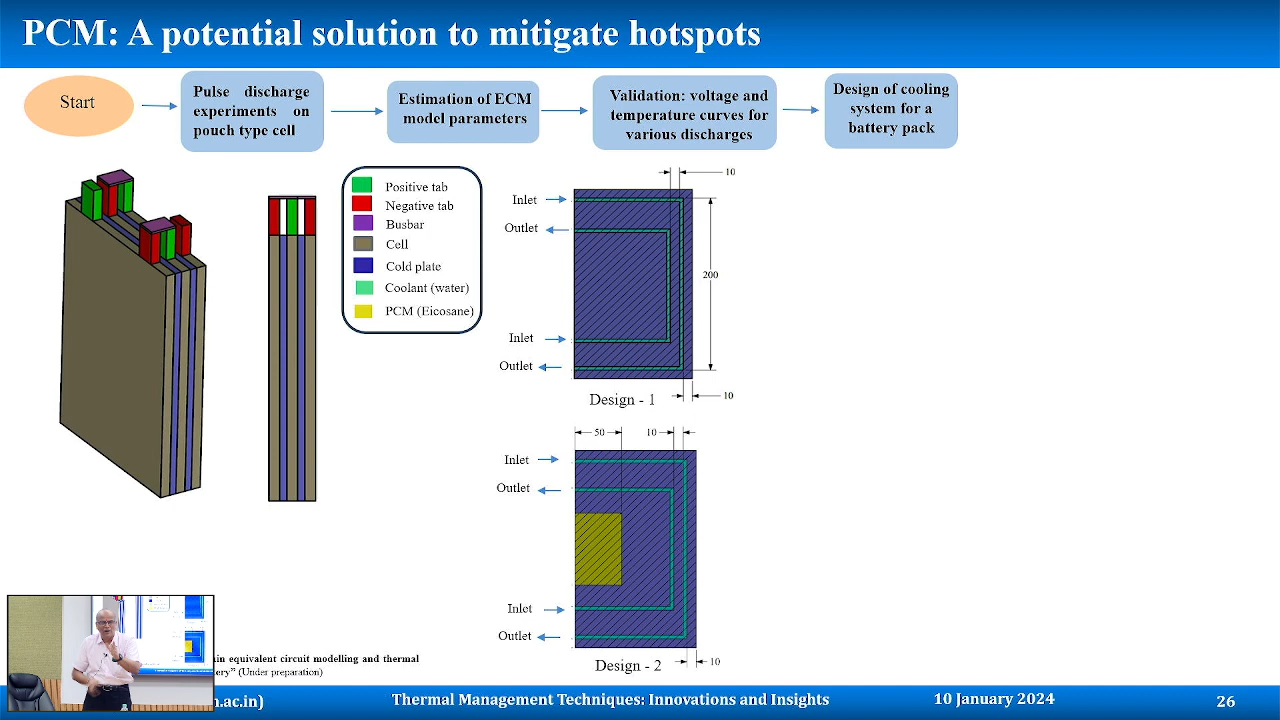 PCM: A potential solution to mitigate hotspots
Start
Pulse discharge
experiments on
pouch type cell
Estimation of ECM
model parameters
Validation: voltage and
temperature curves for
various discharges
Design of cooling
system for a
battery pack
Positive tab
Negative tab
Busbar
Cell
Cold plate
Coolant (water)
PCM (Eicosane)
Inlet
Outlet
Inlet
Outlet
10
200
10
Design - 1
50
10
Inlet
Outlet
Inlet
Outlet
10
Design - 2
equivalent circuit modelling and thermal
(Under preparation)
.ac.in)
Thermal Management Techniques: Innovations and Insights
10 January 2024
26